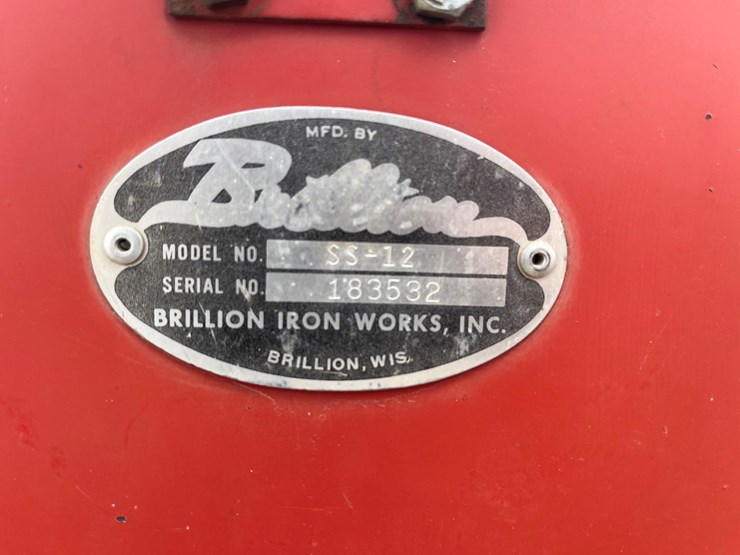 MFD. BY
Brillion
MODEL NO. SS-12
SERIAL NO. 183532
BRILLION IRON WORKS, INC.
BRILLION, WIS.